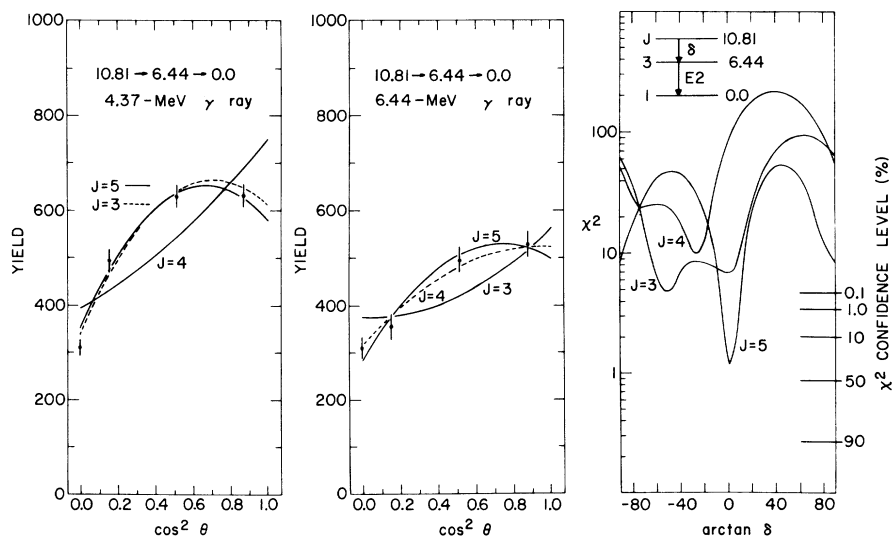 1000
800
600
400
200
0
YIELD
10.81 → 6.44 → 0.0
4.37 - MeV γ ray
J=5
J=3
J=4
0 0.2 0.4 0.6 0.8 1.0
cos² θ
1000
800
600
400
200
0
YIELD
10.81 → 6.44 → 0.0
6.44 - MeV γ ray
J=5
J=4
J=3
0 0.2 0.4 0.6 0.8 1.0
cos² θ
J 10.81
δ
3 6.44
E2
1 0.0
100
10
1
χ²
J=4
J=3
J=5
0.1
1.0
10
50
90
χ² CONFIDENCE LEVEL (%)
-80 -40 0 40 80
arctan δ